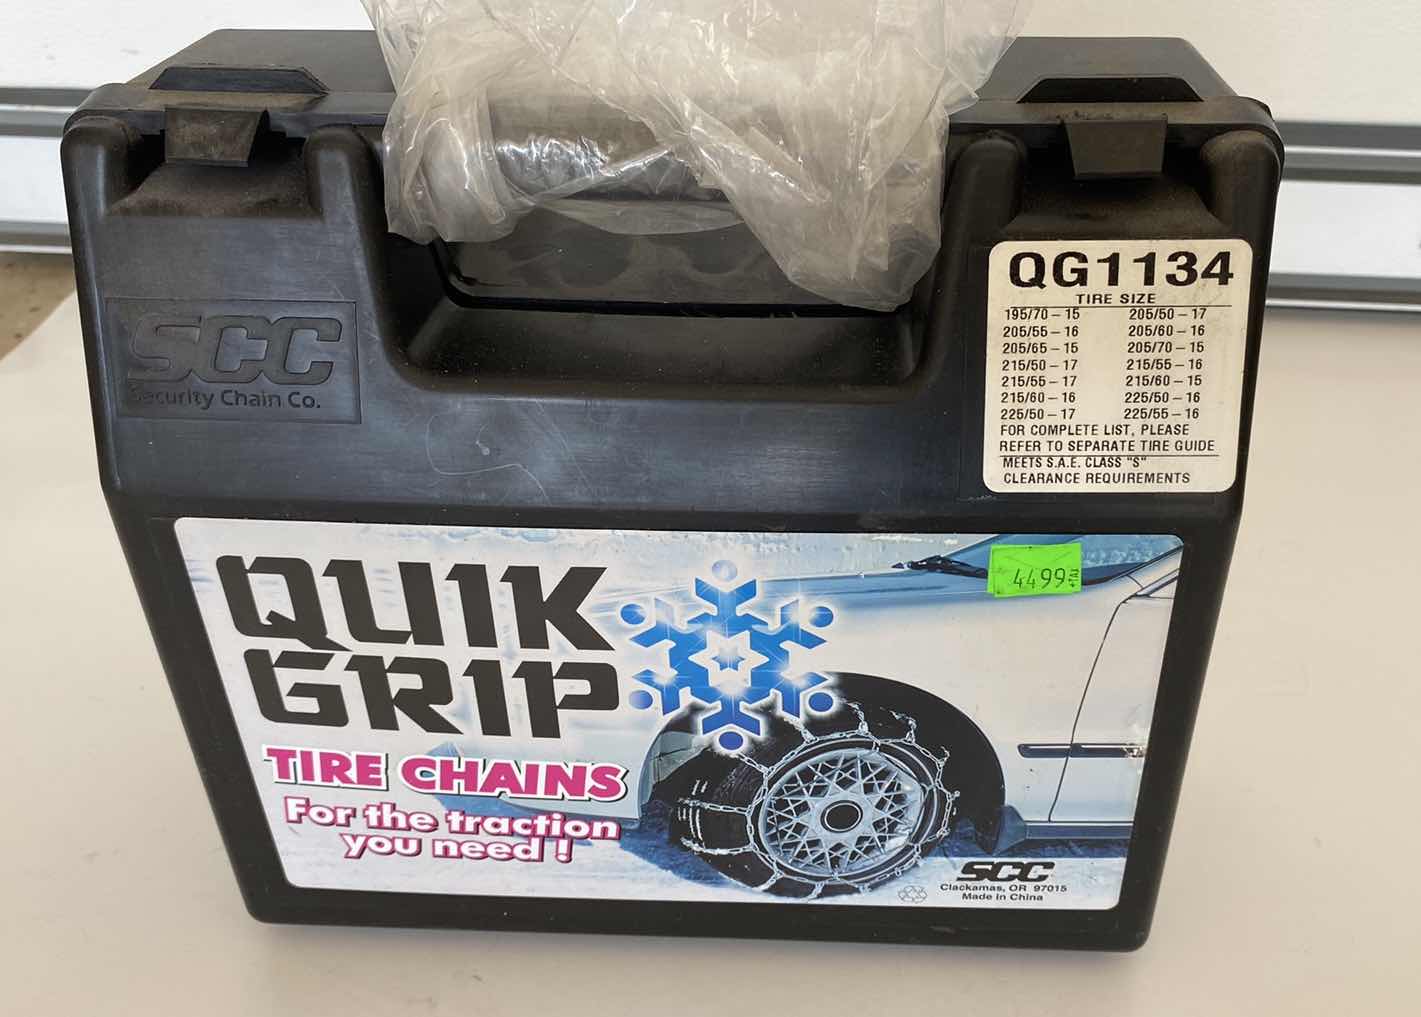 SCC
Security Chain Co.
QG1134
TIRE SIZE
195/70 – 15 205/50 – 17
205/55 – 16 205/60 – 16
205/65 – 15 205/70 – 15
215/50 – 17 215/55 – 16
215/55 – 17 215/60 – 15
215/60 – 16 225/50 – 16
225/50 – 17 225/55 – 16
FOR COMPLETE LIST, PLEASE
REFER TO SEPARATE TIRE GUIDE
MEETS S.A.E. CLASS "S"
CLEARANCE REQUIREMENTS
QUIK
GRIP
TIRE CHAINS
For the traction
you need !
4499 +TAX
SCC
Clackamas, OR 97015
Made in China